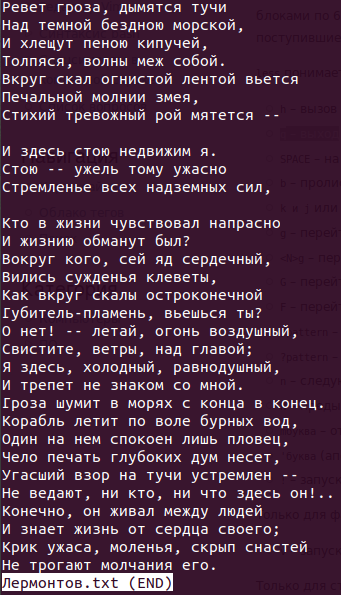 Ревет гроза, дымятся тучи
Над темной бездною морской,
И хлещут пеною кипучей,
Толпяся, волны меж собой.
Вкруг скал огнистой лентой вьется
Печальной молнии змея,
Стихий тревожный рой мятется --

И здесь стою недвижим я.
Стою -- ужель тому ужасно
Стремленье всех надземных сил,

Кто в жизни чувствовал напрасно
И жизнию обманут был?
Вокруг кого, сей яд сердечный,
Вились сужденья клеветы,
Как вкруг скалы остроконечной
Губитель-пламень, вьешься ты?
О нет! -- летай, огонь воздушный,
Свистите, ветры, над главой;
Я здесь, холодный, равнодушный,
И трепет не знаком со мной.
Гроза шумит в морях с конца в конец.
Корабль летит по воле бурных вод,
Один на нем спокоен лишь пловец,
Чело печать глубоких дум несет,
Угасший взор на тучи устремлен --
Не ведают, ни кто, ни что здесь он!..
Конечно, он живал между людей
И знает жизнь от сердца своего;
Крик ужаса, моленья, скрып снастей
Не трогают молчания его.
Лермонтов.txt (END)